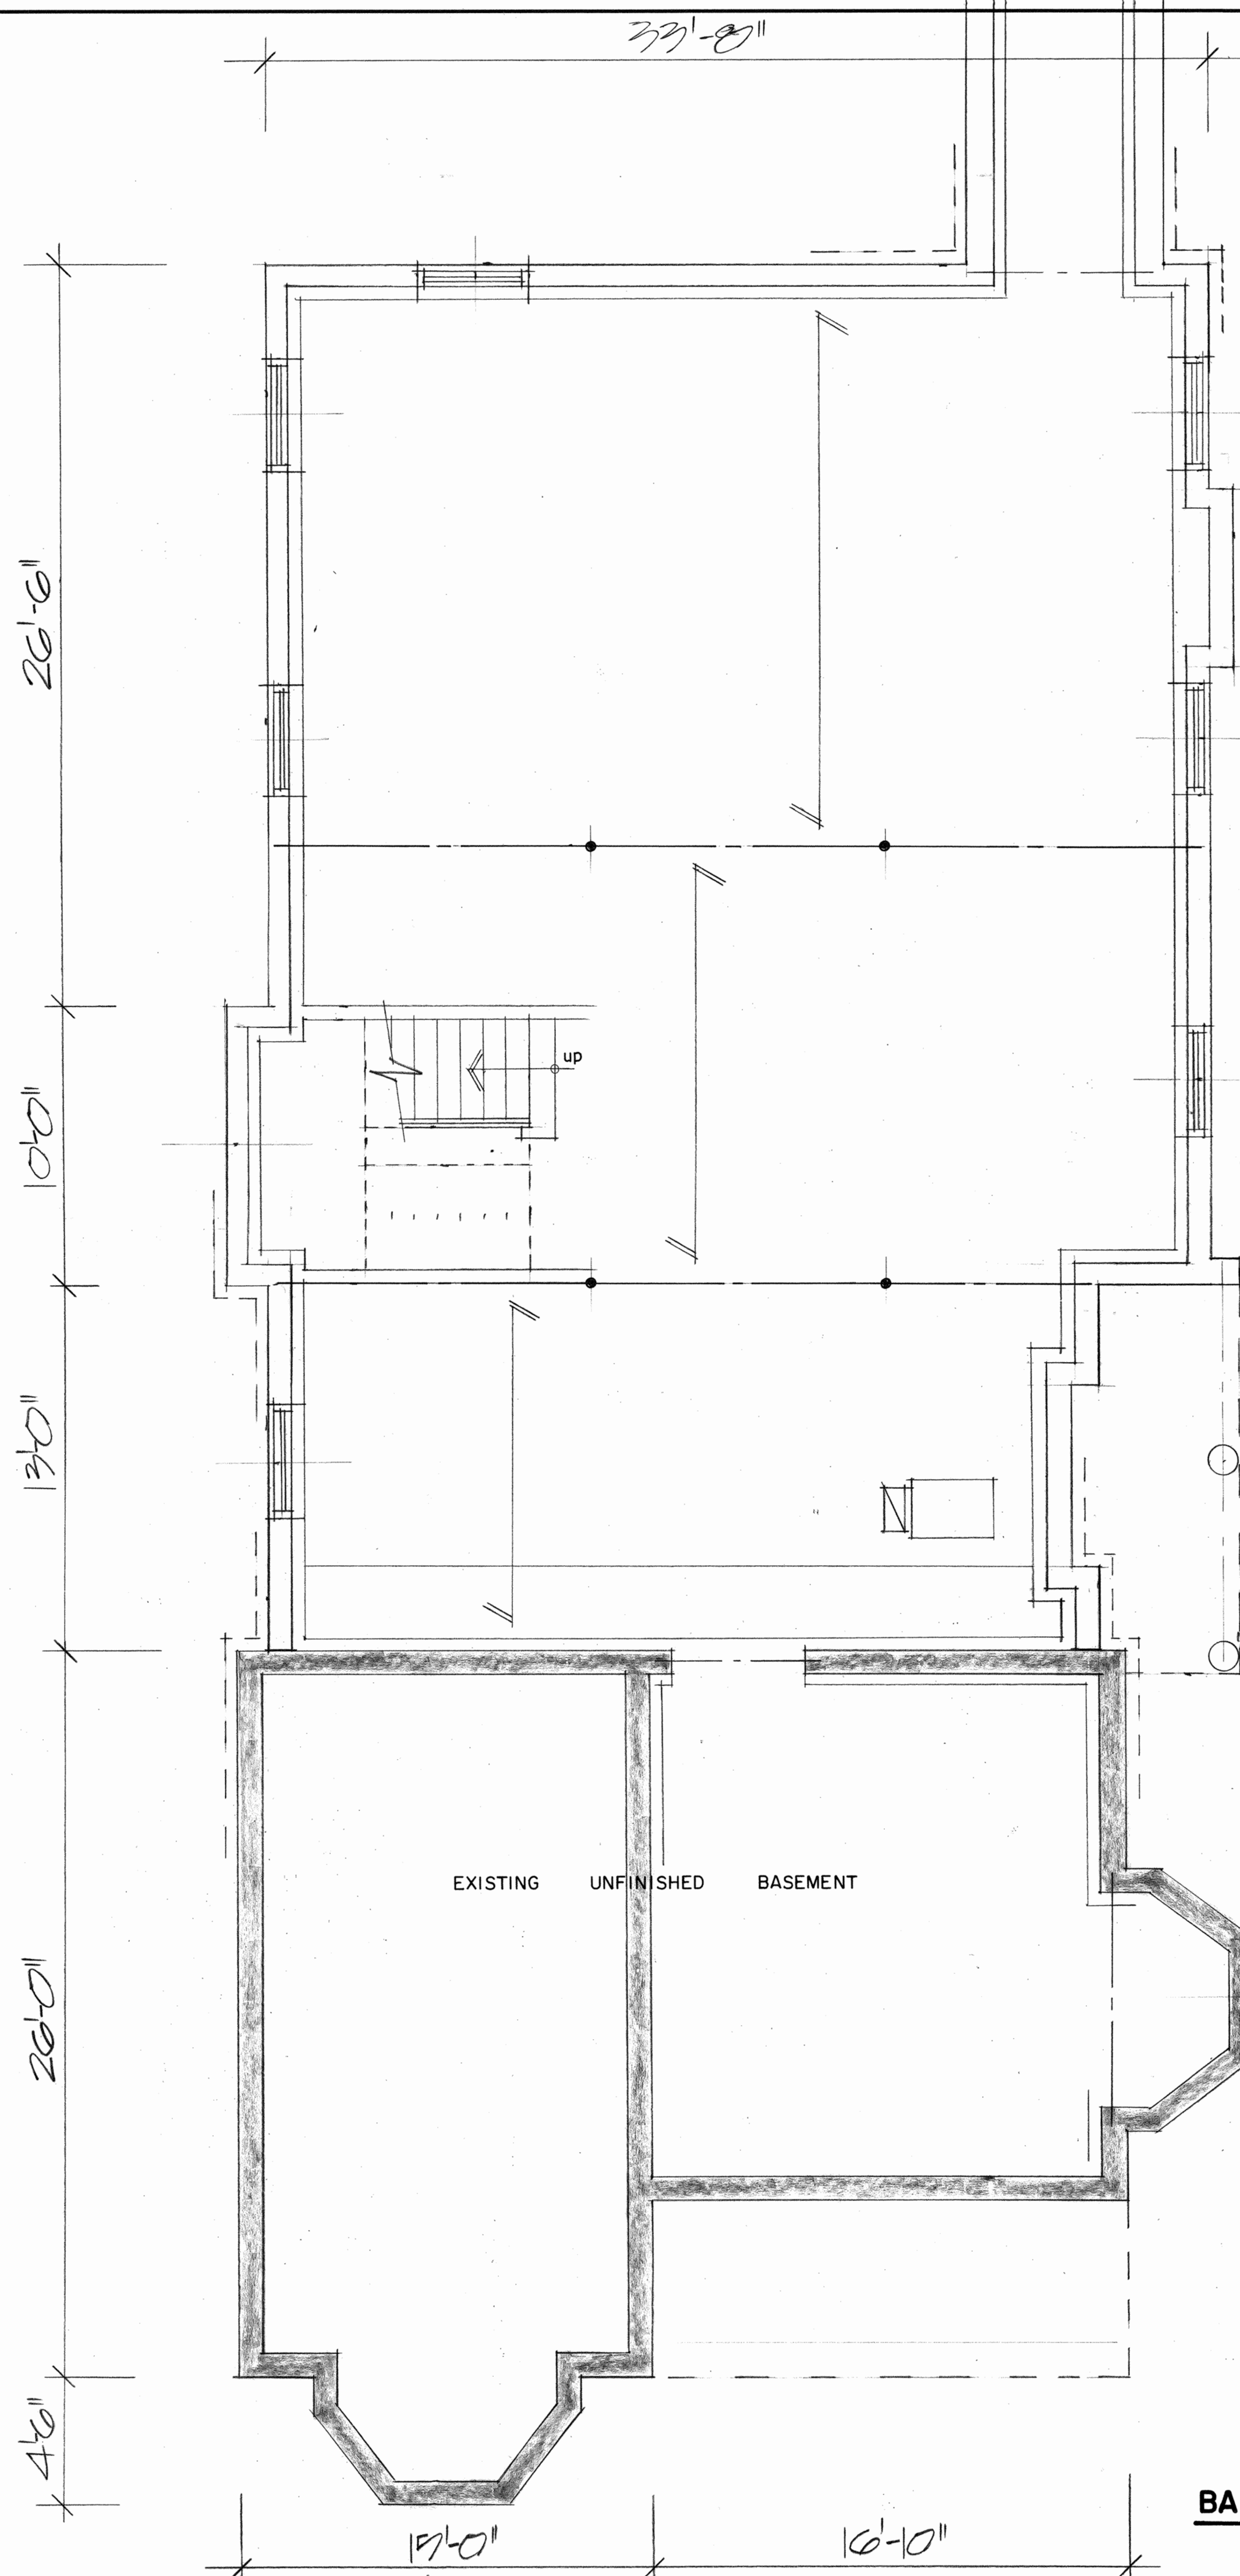 33'-8"
26'-6"
up
10'-0"
13'-0"
EXISTING UNFINISHED BASEMENT
26'-0"
4'-6"
BA
15'-0" 16'-10"